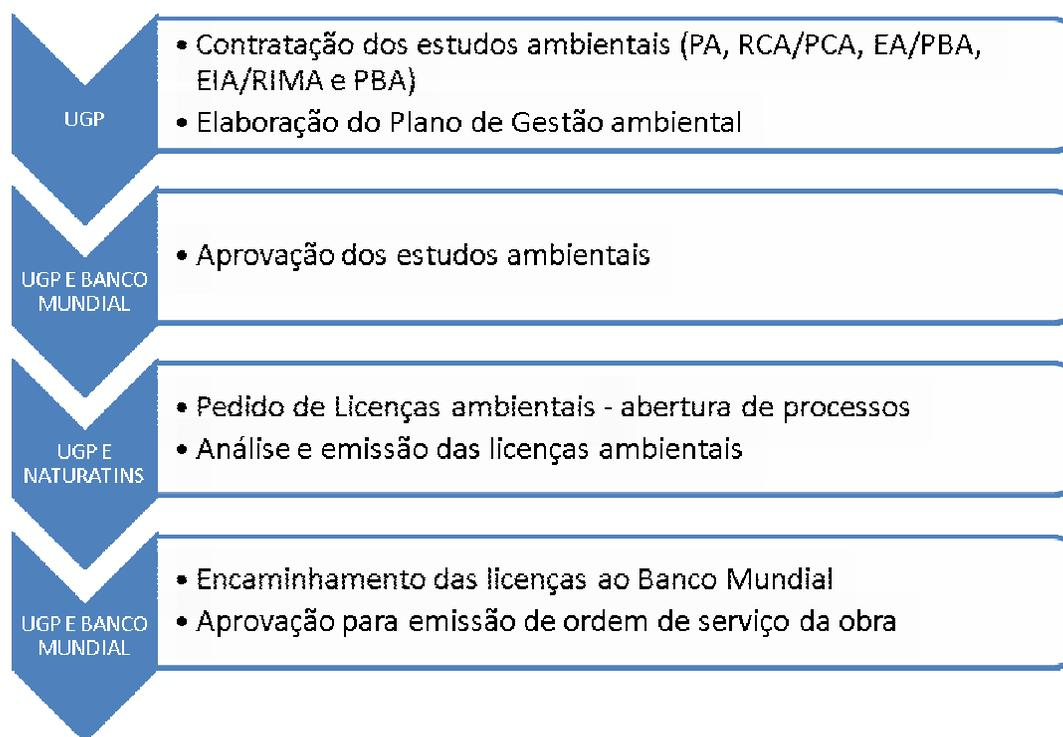 UGP
• Contratação dos estudos ambientais (PA, RCA/PCA, EA/PBA,
EIA/RIMA e PBA)
• Elaboração do Plano de Gestão ambiental
UGP E BANCO
MUNDIAL
• Aprovação dos estudos ambientais
UGP E
NATURATINS
• Pedido de Licenças ambientais - abertura de processos
• Análise e emissão das licenças ambientais
UGP E BANCO
MUNDIAL
• Encaminhamento das licenças ao Banco Mundial
• Aprovação para emissão de ordem de serviço da obra